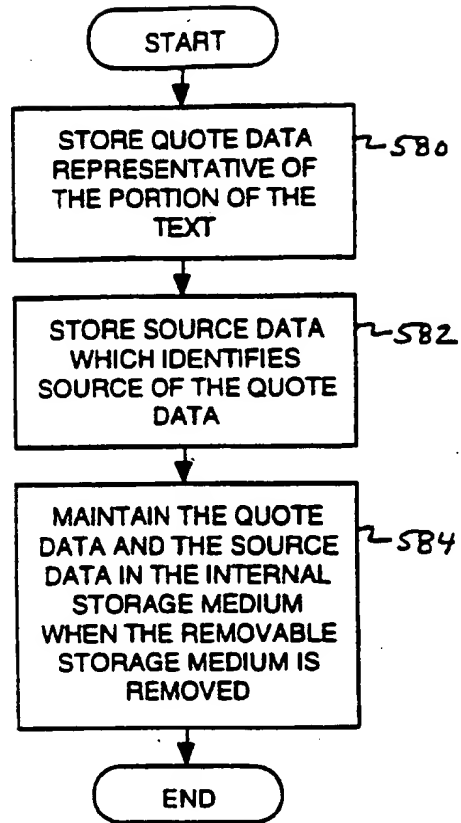 START
STORE QUOTE DATA
REPRESENTATIVE OF
THE PORTION OF THE
TEXT
580
STORE SOURCE DATA
WHICH IDENTIFIES
SOURCE OF THE QUOTE
DATA
582
MAINTAIN THE QUOTE
DATA AND THE SOURCE
DATA IN THE INTERNAL
STORAGE MEDIUM
WHEN THE REMOVABLE
STORAGE MEDIUM IS
REMOVED
584
END